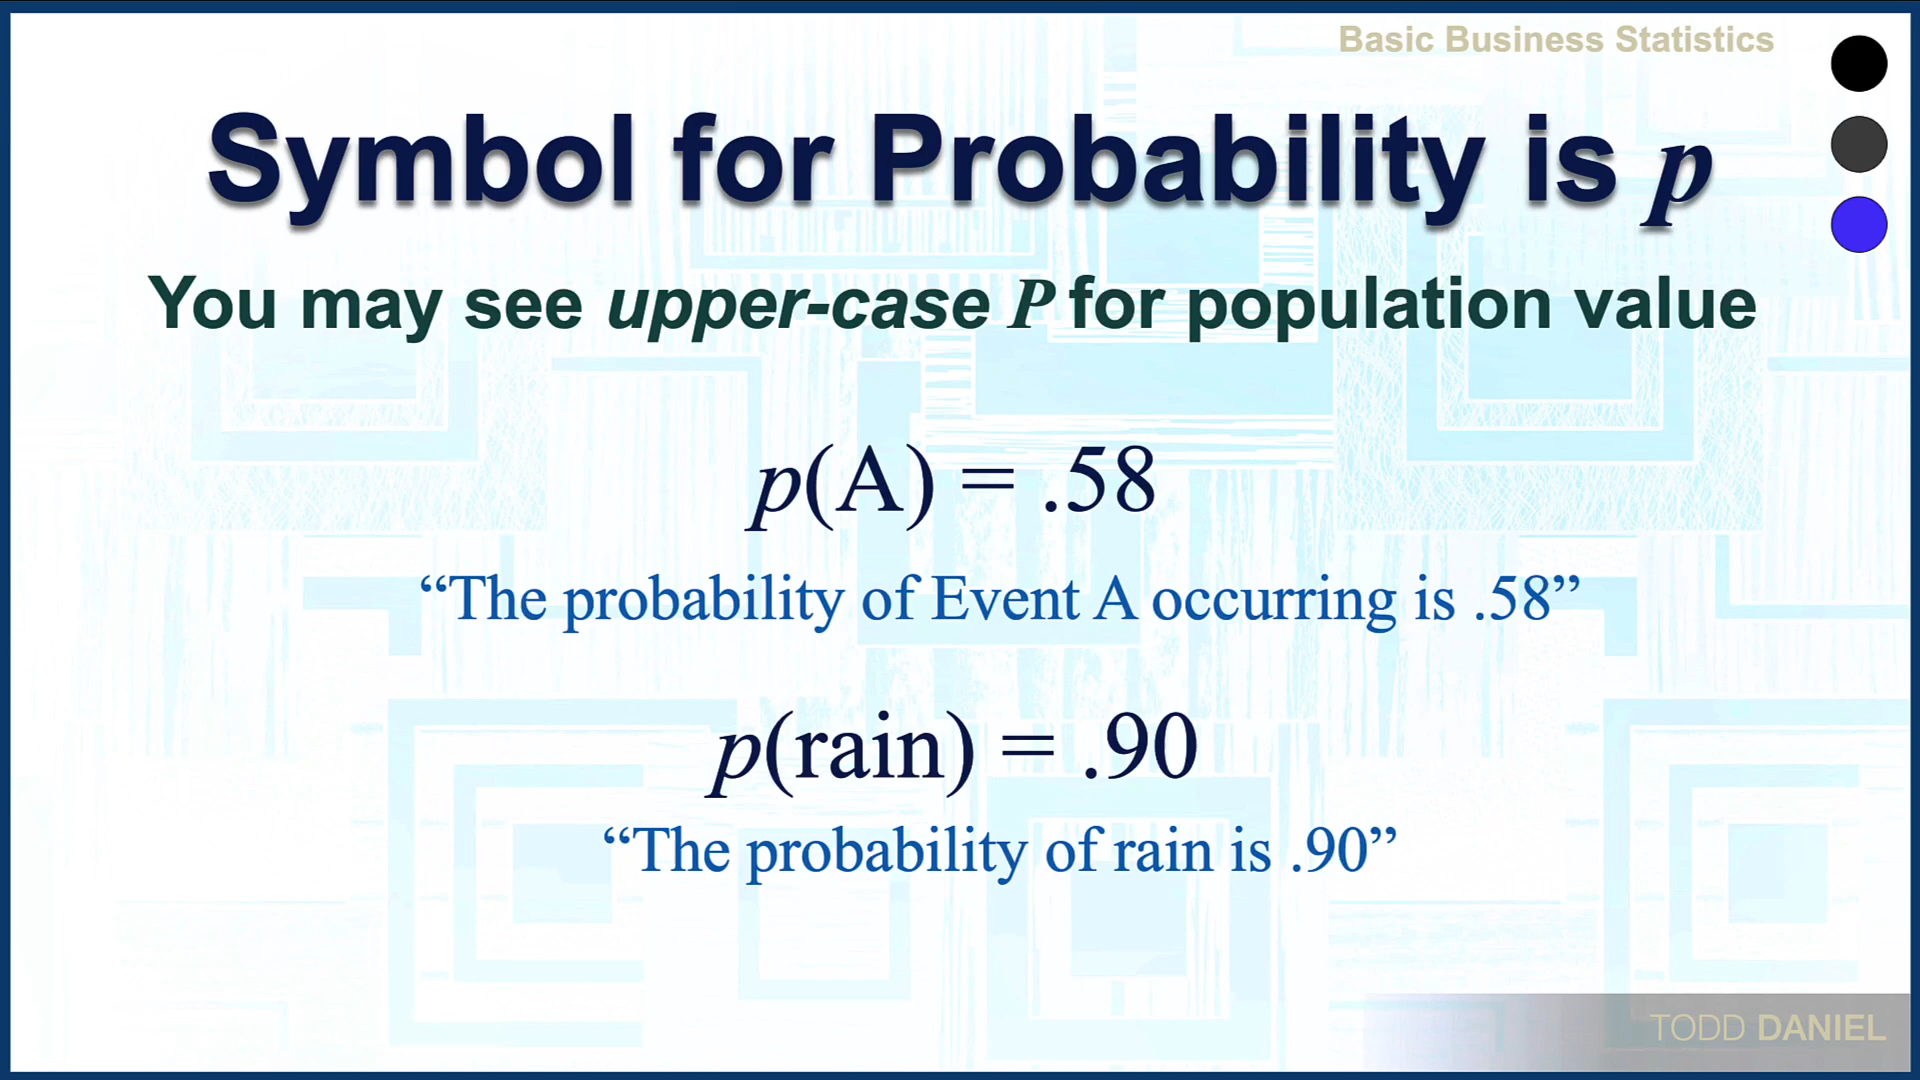 Basic Business Statistics
Symbol for Probability is p
You may see upper-case P for population value
p(A) = .58
“The probability of Event A occurring is .58”
p(rain) = .90
“The probability of rain is .90”
TODD DANIEL